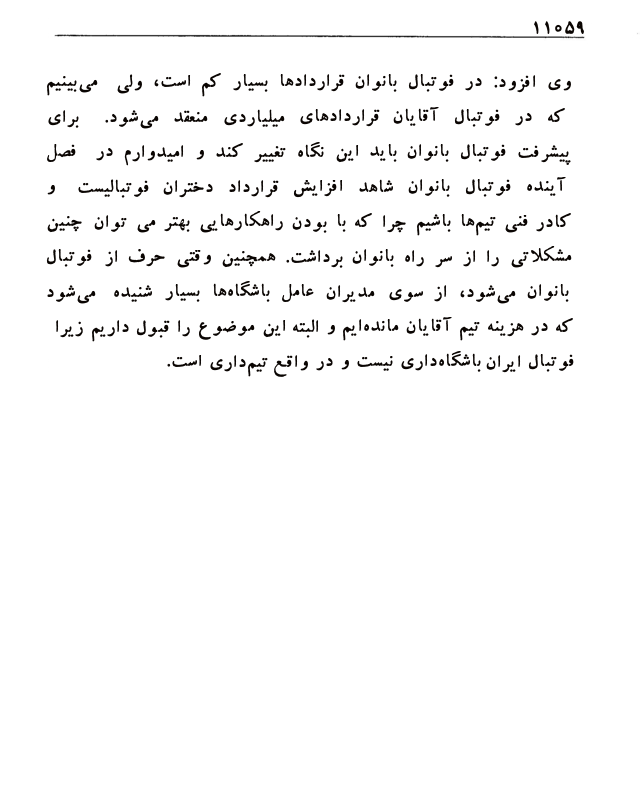 ۱۱۰۵۹
وی افزود: در فوتبال بانوان قراردادها بسیار کم است، ولی می‌بینیم
که در فوتبال آقایان قراردادهای میلیاردی منعقد می‌شود. برای
پیشرفت فوتبال بانوان باید این نگاه تغییر کند و امیدوارم در فصل
آینده فوتبال بانوان شاهد افزایش قرارداد دختران فوتبالیست و
کادر فنی تیم‌ها باشیم چرا که با بودن راهکارهایی بهتر می توان چنین
مشکلاتی را از سر راه بانوان برداشت. همچنین وقتی حرف از فوتبال
بانوان می‌شود، از سوی مدیران عامل باشگاه‌ها بسیار شنیده می‌شود
که در هزینه تیم آقایان مانده‌ایم و البته این موضوع را قبول داریم زیرا
فوتبال ایران باشگاه‌داری نیست و در واقع تیم‌داری است.